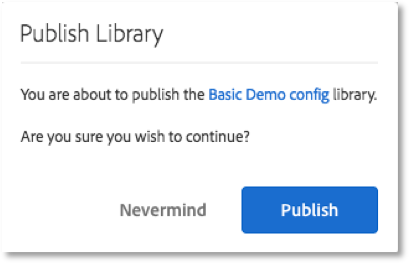 Publish Library
You are about to publish the Basic Demo config library.
Are you sure you wish to continue?
Nevermind
Publish